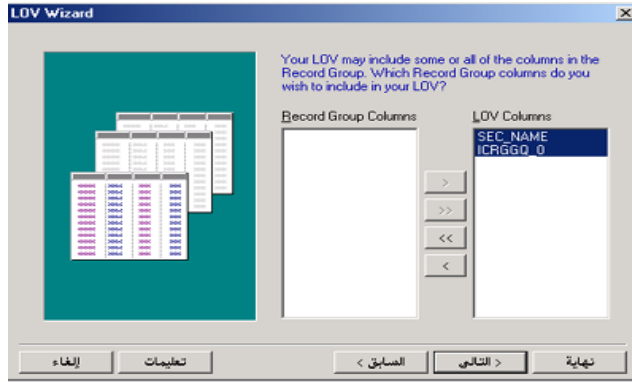 LOV Wizard
Your LOV may include some or all of the columns in the
Record Group. Which Record Group columns do you
wish to include in your LOV?
Record Group Columns
LOV Columns
SEC_NAME
ICRGGQ_0
>
>>
<<
<
إلغاء
تعليمات
السابق >
< التالى
نهاية